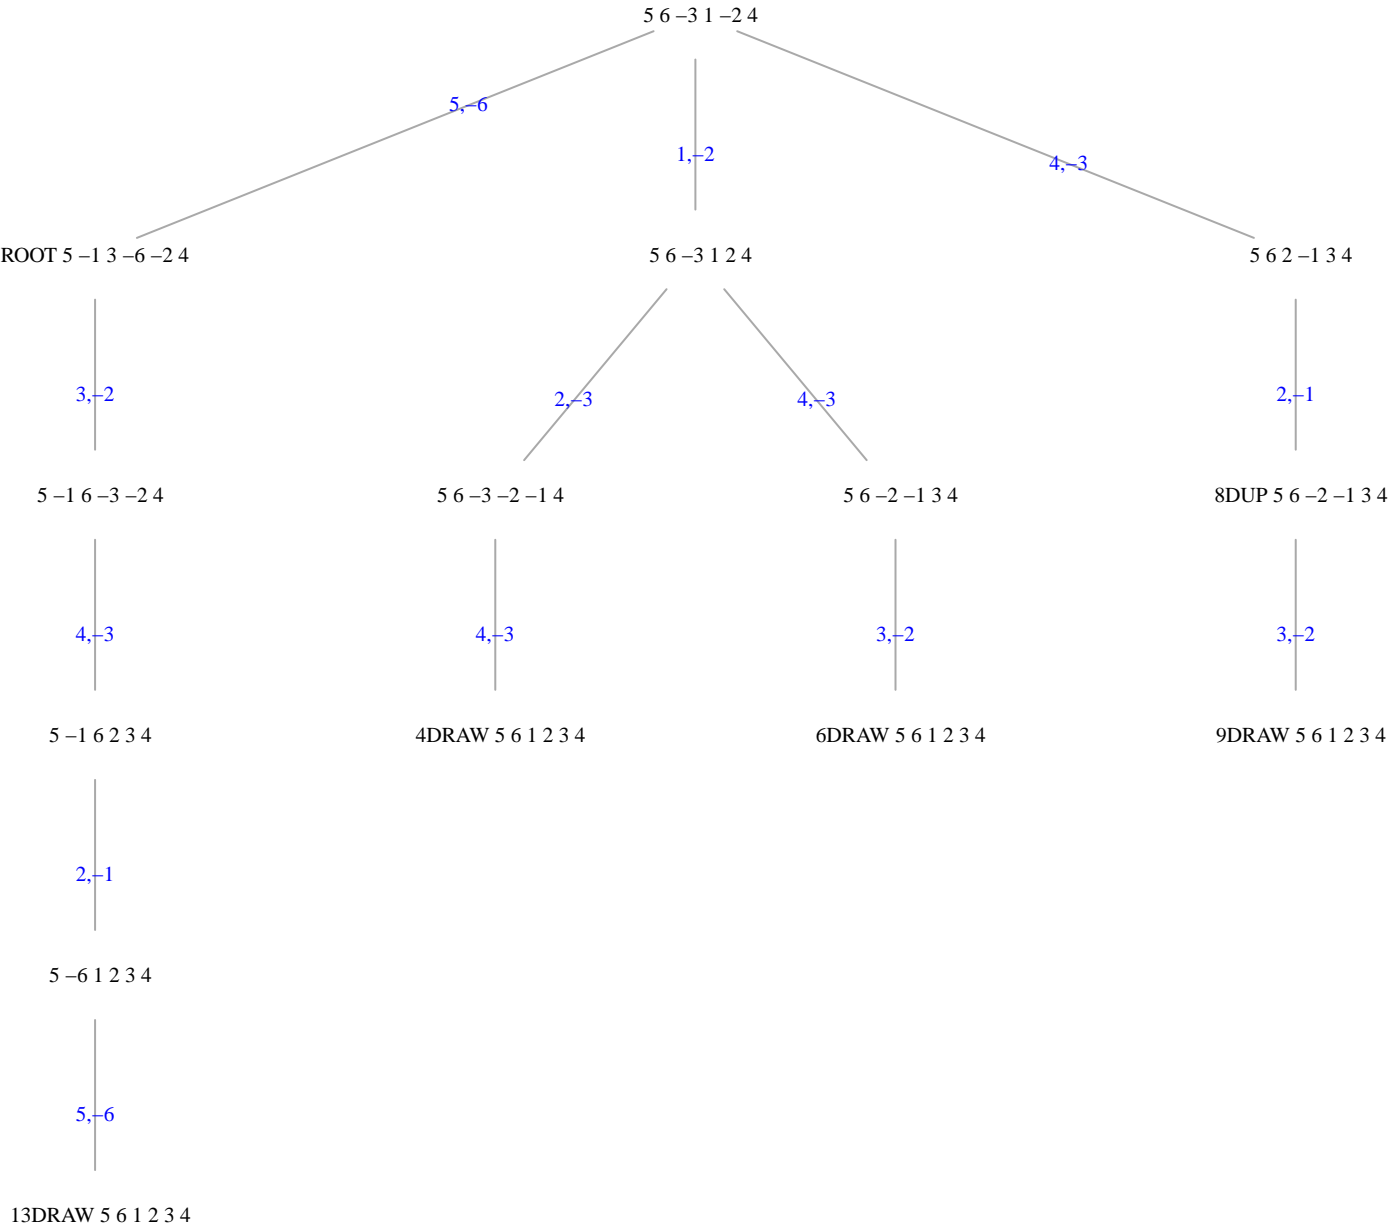 5 6 –3 1 –2 4
5,–6
1,–2
4,–3
ROOT 5 –1 3 –6 –2 4
5 6 –3 1 2 4
5 6 2 –1 3 4
3,–2
2,–3
4,–3
2,–1
5 –1 6 –3 –2 4
5 6 –3 –2 –1 4
5 6 –2 –1 3 4
8DUP 5 6 –2 –1 3 4
4,–3
4,–3
3,–2
3,–2
5 –1 6 2 3 4
4DRAW 5 6 1 2 3 4
6DRAW 5 6 1 2 3 4
9DRAW 5 6 1 2 3 4
2,–1
5 –6 1 2 3 4
5,–6
13DRAW 5 6 1 2 3 4